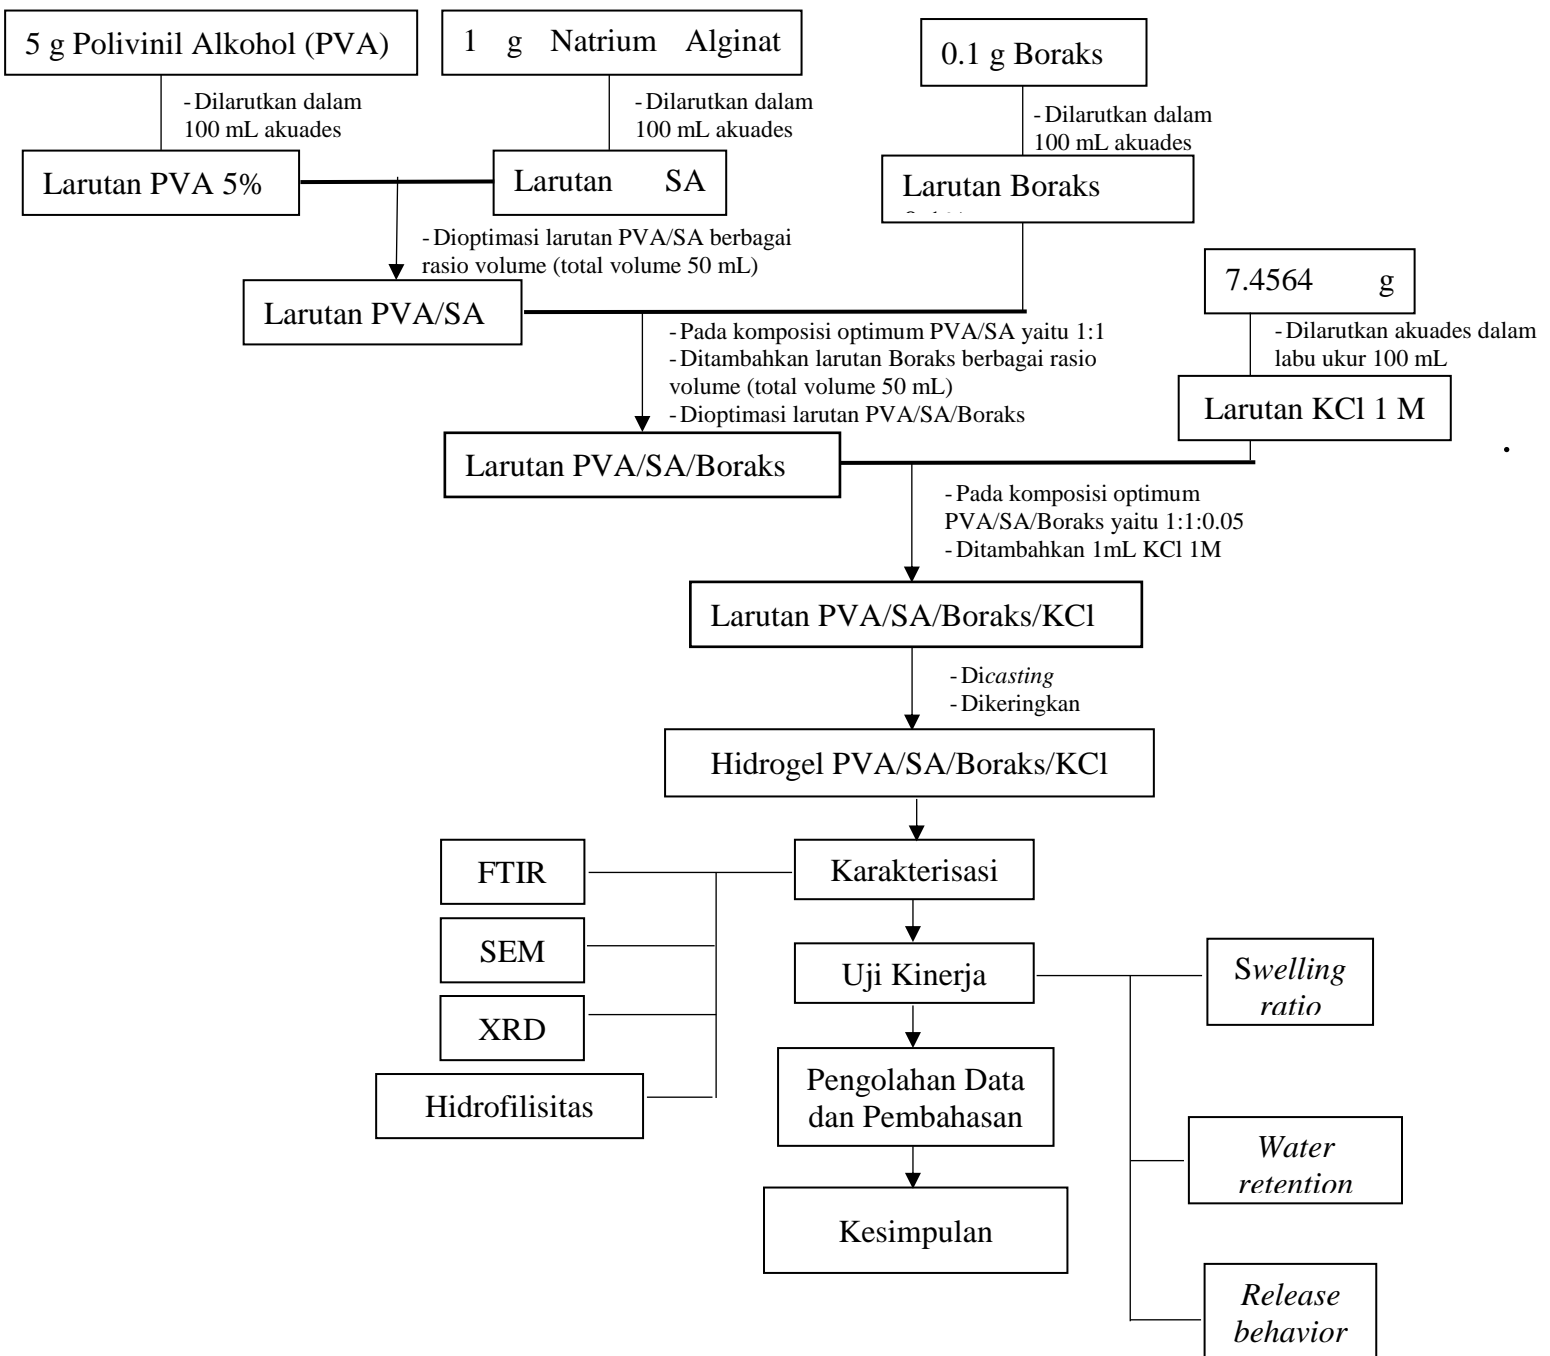 5 g Polivinil Alkohol (PVA)
1 g Natrium Alginat
0.1 g Boraks
-Dilarutkan dalam
100 mL akuades
-Dilarutkan dalam
100 mL akuades
-Dilarutkan dalam
100 mL akuades
Larutan PVA 5%
Larutan SA
Larutan Boraks
-Dioptimasi larutan PVA/SA berbagai
rasio volume (total volume 50 mL)
7.4564 g
Larutan PVA/SA
-Pada komposisi optimum PVA/SA yaitu 1:1
-Ditambahkan larutan Boraks berbagai rasio
volume (total volume 50 mL)
-Dioptimasi larutan PVA/SA/Boraks
-Dilarutkan akuades dalam
labu ukur 100 mL
Larutan KCl 1 M
.
Larutan PVA/SA/Boraks
-Pada komposisi optimum
PVA/SA/Boraks yaitu 1:1:0.05
-Ditambahkan 1mL KCl 1M
Larutan PVA/SA/Boraks/KCl
-Dicasting
-Dikeringkan
Hidrogel PVA/SA/Boraks/KCl
FTIR
Karakterisasi
SEM
Uji Kinerja
Swelling
ratio
XRD
Pengolahan Data
dan Pembahasan
Hidrofilisitas
Water
retention
Kesimpulan
Release
behavior